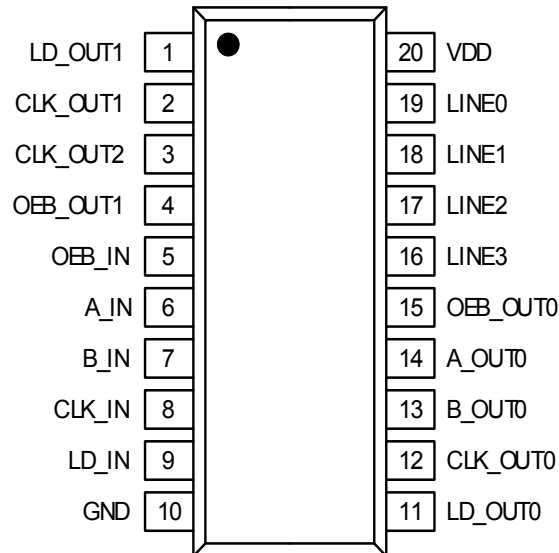 LD_OUT1 1 20 VDD
CLK_OUT1 2 19 LINE0
CLK_OUT2 3 18 LINE1
OEB_OUT1 4 17 LINE2
OEB_IN 5 16 LINE3
A_IN 6 15 OEB_OUT0
B_IN 7 14 A_OUT0
CLK_IN 8 13 B_OUT0
LD_IN 9 12 CLK_OUT0
GND 10 11 LD_OUT0